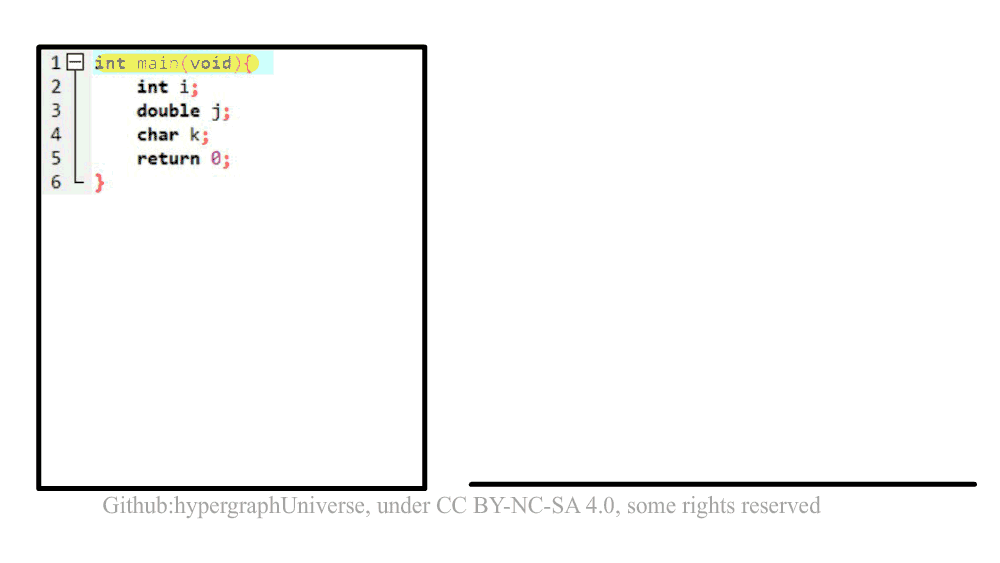 1 int main(void){
2 int i;
3 double j;
4 char k;
5 return 0;
6 }
Github:hypergraphUniverse, under CC BY-NC-SA 4.0, some rights reserved